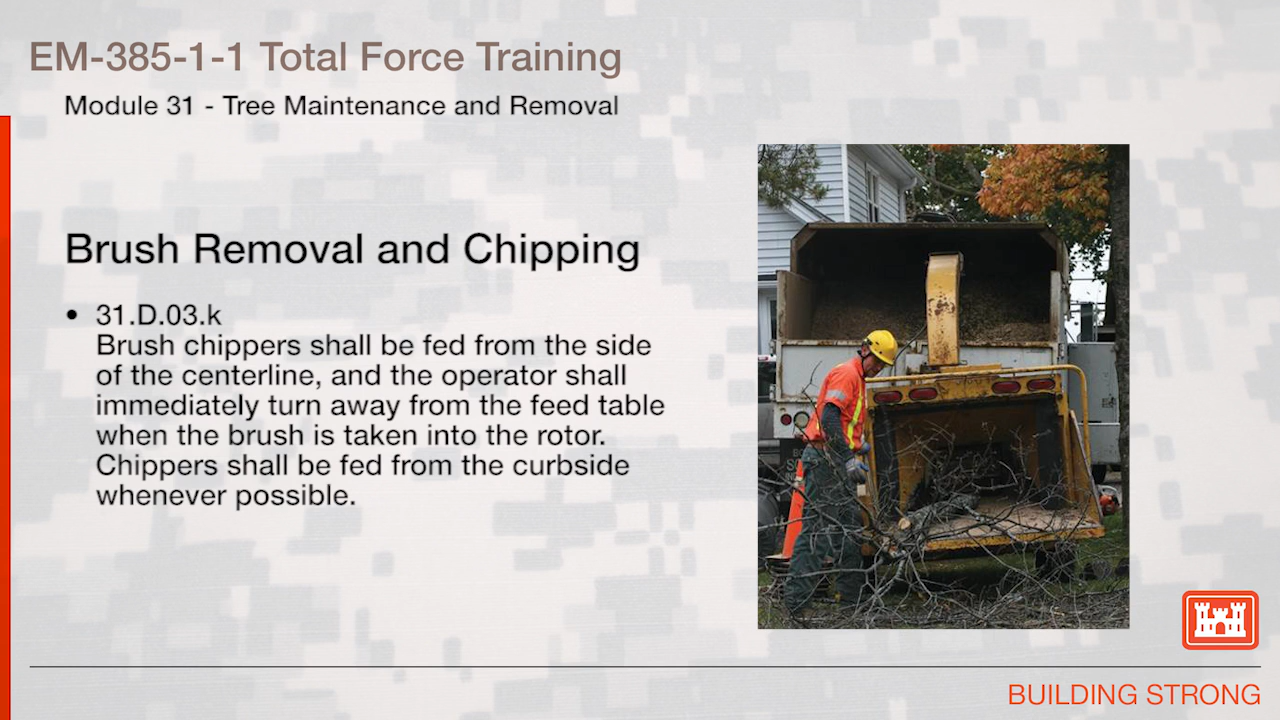 EM-385-1-1 Total Force Training
Module 31 - Tree Maintenance and Removal
Brush Removal and Chipping
• 31.D.03.k
Brush chippers shall be fed from the side
of the centerline, and the operator shall
immediately turn away from the feed table
when the brush is taken into the rotor.
Chippers shall be fed from the curbside
whenever possible.
BUILDING STRONG